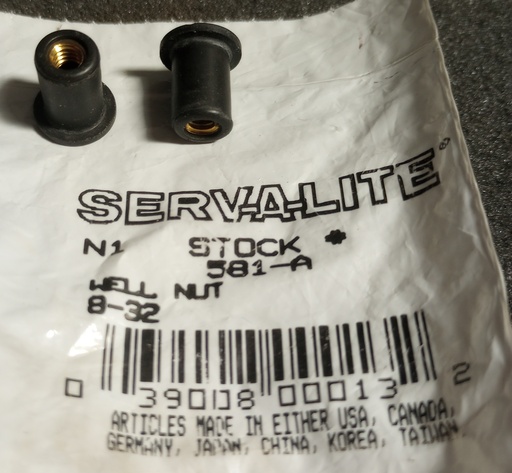 SERV-A-LITE®
N1 STOCK *
581-A
WELL NUT
8-32
0 39008 00013 2
ARTICLES MADE IN EITHER USA, CANADA,
GERMANY, JAPAN, CHINA, KOREA, TAIWAN.